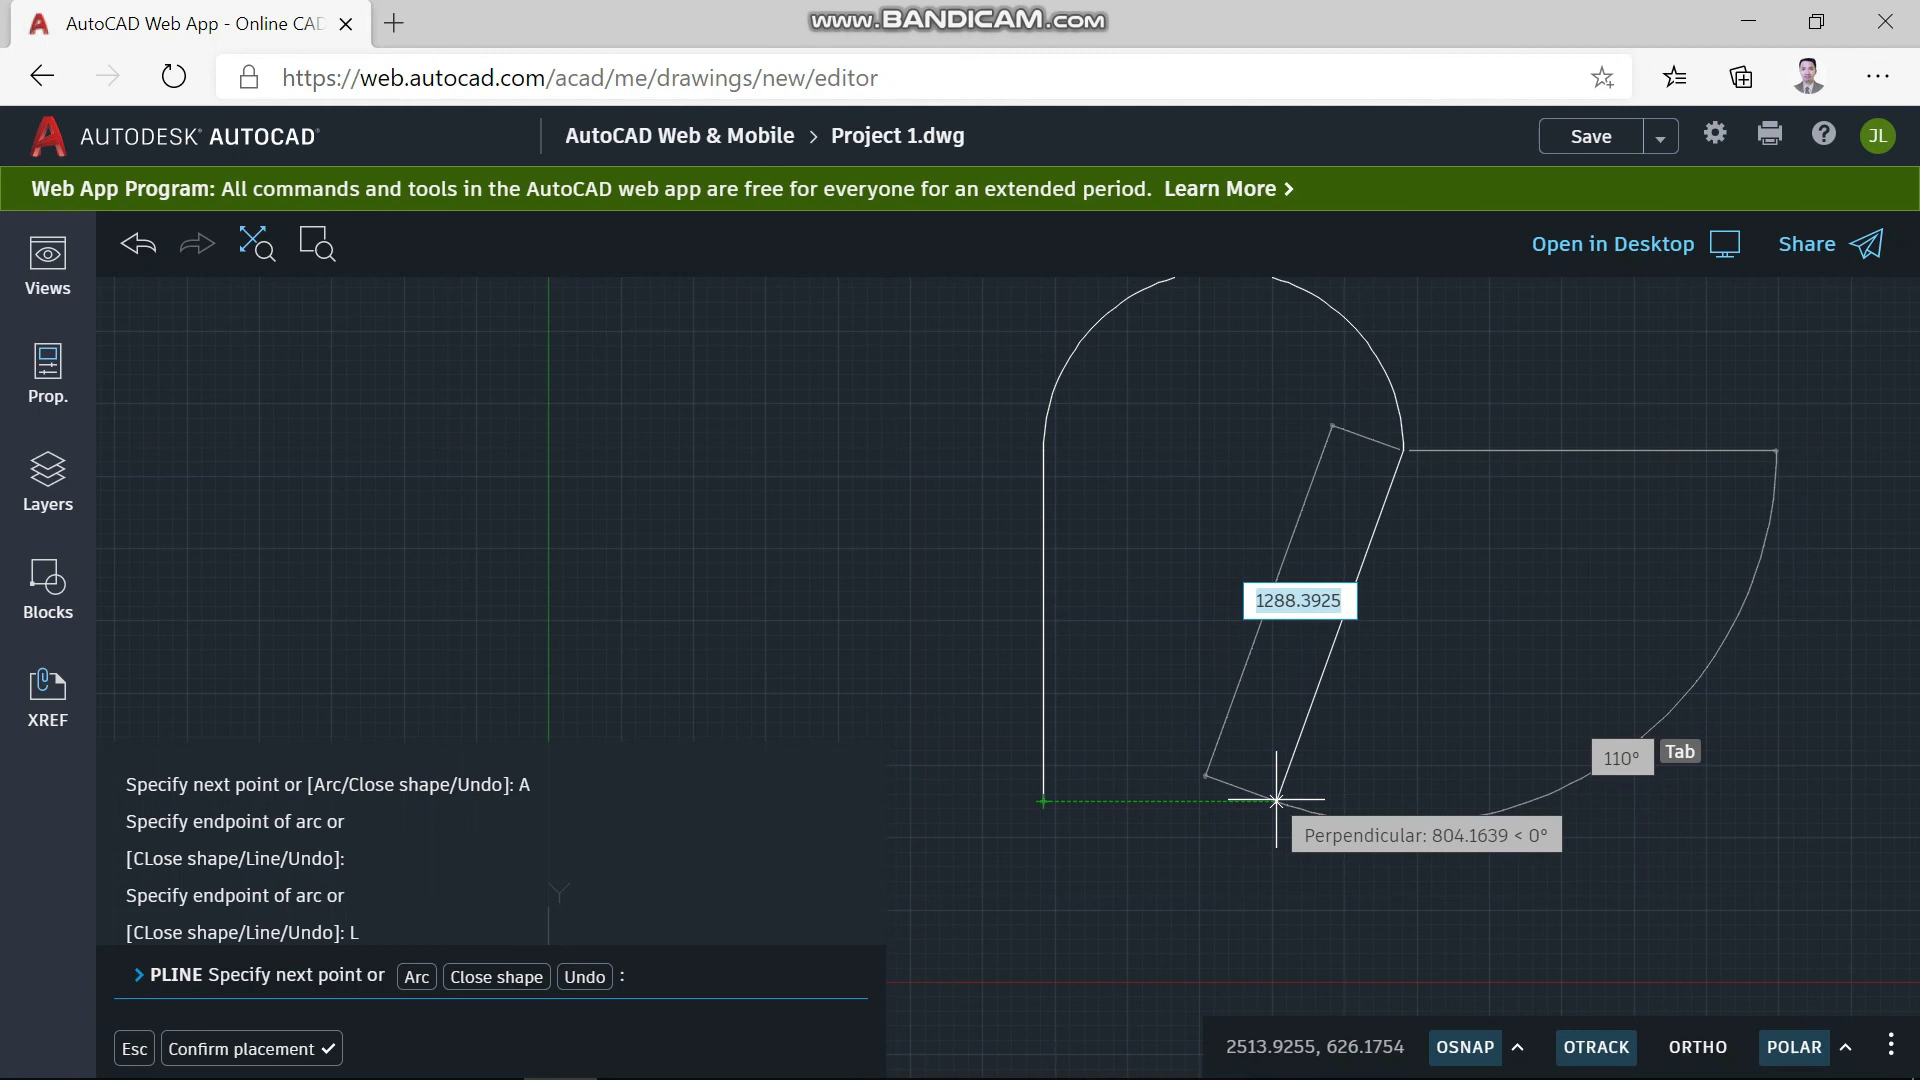 AutoCAD Web App - Online CAD
www.BANDICAM.com
https://web.autocad.com/acad/me/drawings/new/editor
AUTODESK® AUTOCAD®
AutoCAD Web & Mobile > Project 1.dwg
Save
JL
Web App Program: All commands and tools in the AutoCAD web app are free for everyone for an extended period. Learn More >
Open in Desktop
Share
Views
Prop.
Layers
Blocks
XREF
1288.3925
110°
Tab
Perpendicular: 804.1639 < 0°
Y
Specify next point or [Arc/Close shape/Undo]: A
Specify endpoint of arc or
[CLose shape/Line/Undo]:
Specify endpoint of arc or
[CLose shape/Line/Undo]: L
> PLINE Specify next point or Arc Close shape Undo :
Esc Confirm placement ✓
2513.9255, 626.1754 OSNAP OTRACK ORTHO POLAR